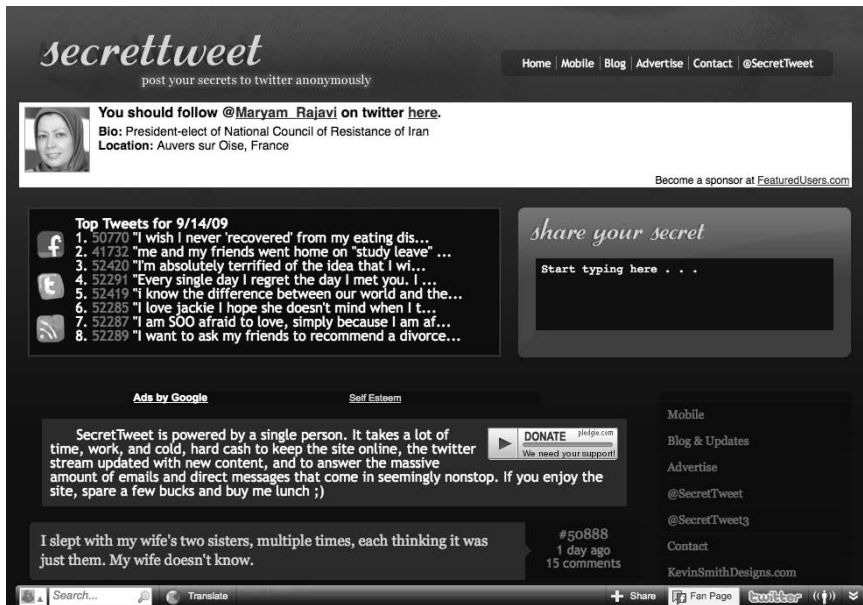 secrettweet
post your secrets to twitter anonymously
Home | Mobile | Blog | Advertise | Contact | @SecretTweet
You should follow @Maryam_Rajavi on twitter here.
Bio: President-elect of National Council of Resistance of Iran
Location: Auvers sur Oise, France
Become a sponsor at FeaturedUsers.com
Top Tweets for 9/14/09
1. 50770 "I wish I never 'recovered' from my eating dis...
2. 41732 "me and my friends went home on "study leave" ...
3. 52420 "I'm absolutely terrified of the idea that I wi...
4. 52291 "Every single day I regret the day I met you. I ...
5. 52419 "i know the difference between our world and the...
6. 52285 "I love jackie I hope she doesn't mind when I t...
7. 52287 "I am SOO afraid to love, simply because I am af...
8. 52289 "I want to ask my friends to recommend a divorce...
share your secret
Start typing here . . .
Ads by Google
Self Esteem
SecretTweet is powered by a single person. It takes a lot of
time, work, and cold, hard cash to keep the site online, the twitter
stream updated with new content, and to answer the massive
amount of emails and direct messages that come in seemingly nonstop. If you enjoy the
site, spare a few bucks and buy me lunch ;)
DONATE pledgie.com
We need your support!
I slept with my wife's two sisters, multiple times, each thinking it was
just them. My wife doesn't know.
#50888
1 day ago
15 comments
Mobile
Blog & Updates
Advertise
@SecretTweet
@SecretTweet3
Contact
KevinSmithDesigns.com
Search...
Translate
Share
Fan Page
twitter